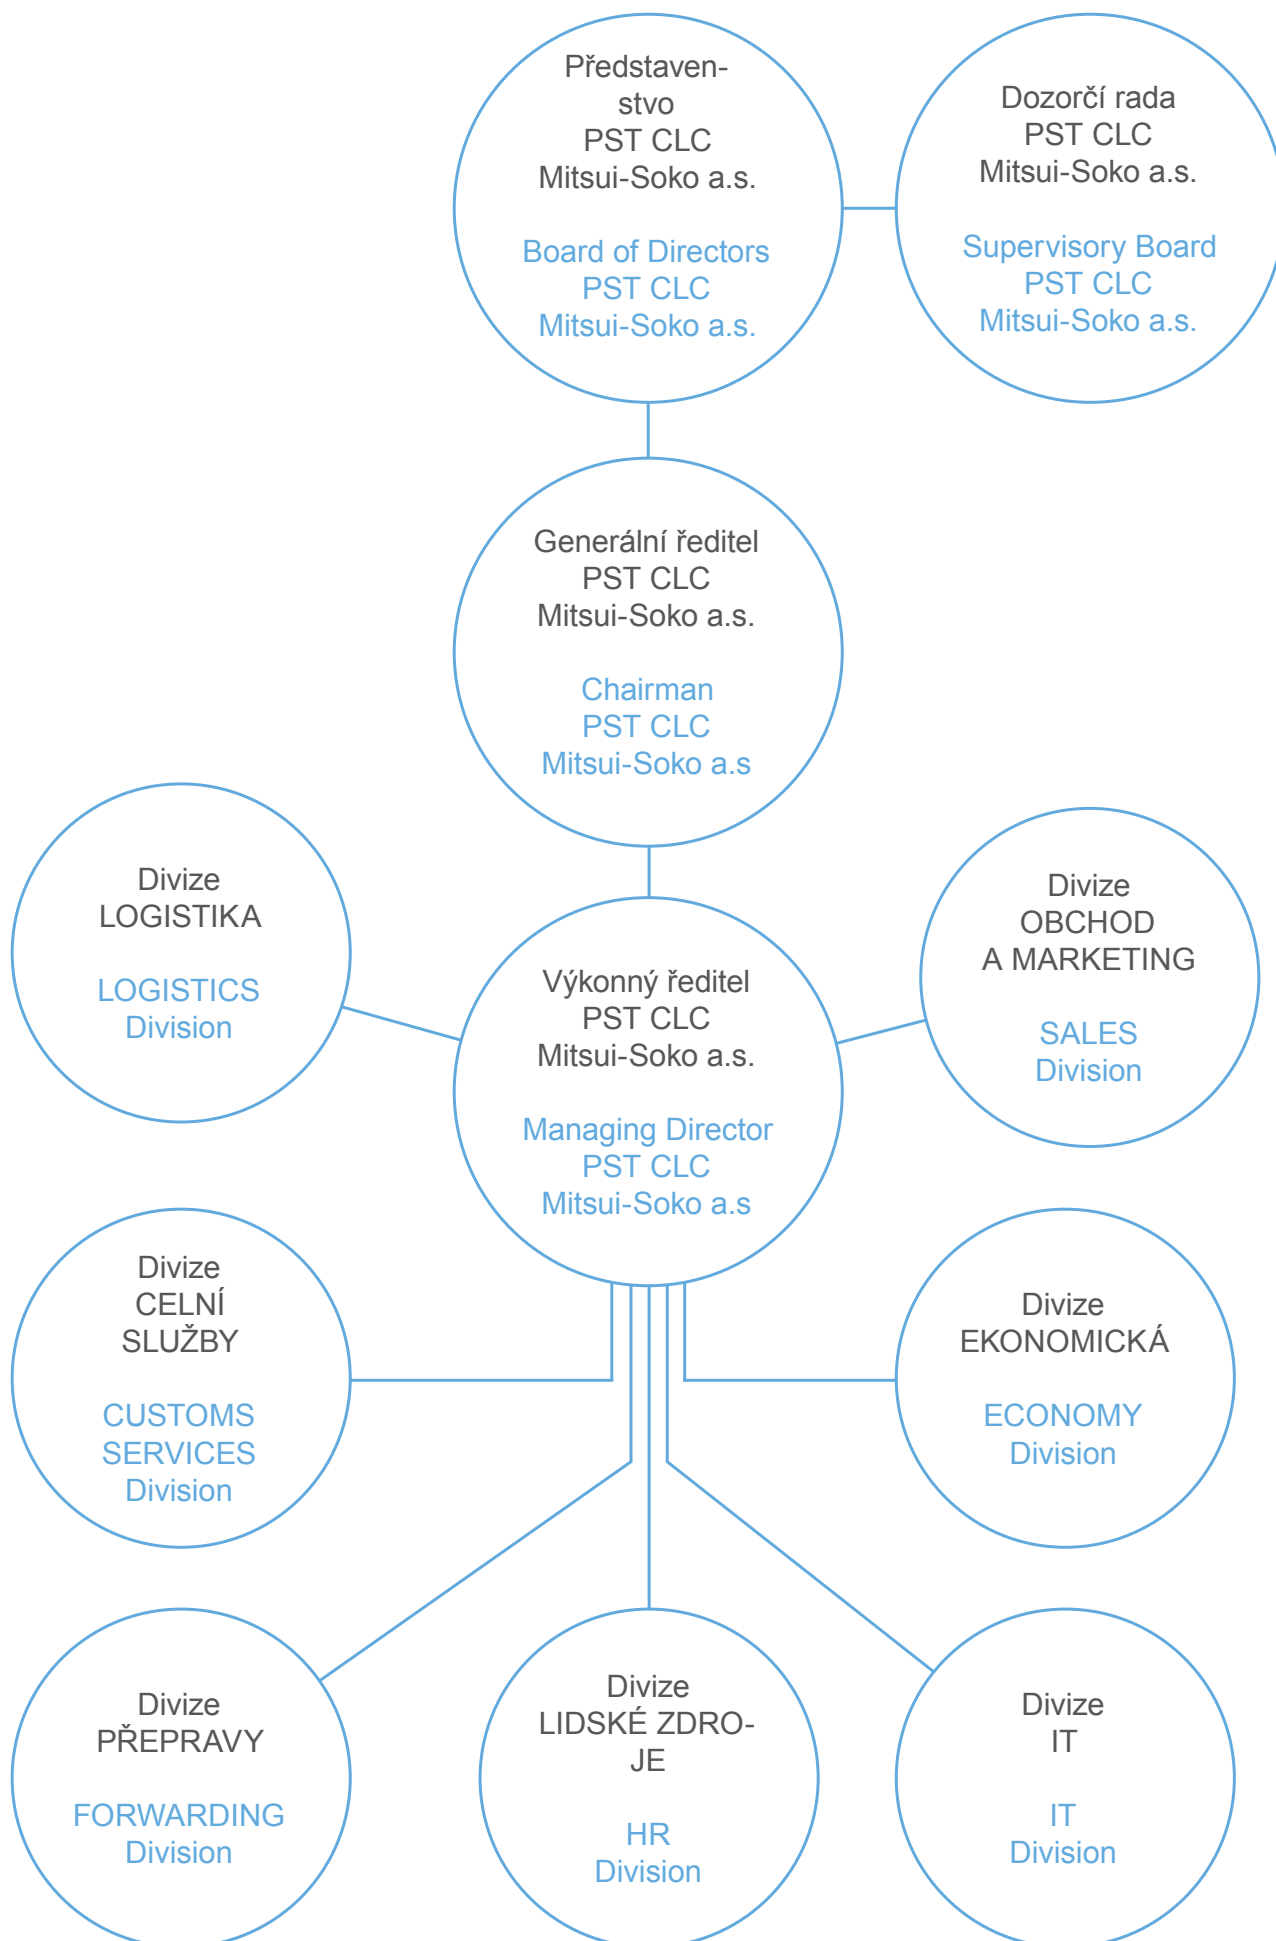 Představen-
stvo
PST CLC
Mitsui-Soko a.s.
Board of Directors
PST CLC
Mitsui-Soko a.s.
Dozorčí rada
PST CLC
Mitsui-Soko a.s.
Supervisory Board
PST CLC
Mitsui-Soko a.s.
Generální ředitel
PST CLC
Mitsui-Soko a.s.
Chairman
PST CLC
Mitsui-Soko a.s
Divize
LOGISTIKA
LOGISTICS
Division
Výkonný ředitel
PST CLC
Mitsui-Soko a.s.
Managing Director
PST CLC
Mitsui-Soko a.s
Divize
OBCHOD
A MARKETING
SALES
Division
Divize
CELNÍ
SLUŽBY
CUSTOMS
SERVICES
Division
Divize
EKONOMICKÁ
ECONOMY
Division
Divize
PŘEPRAVY
FORWARDING
Division
Divize
LIDSKÉ ZDRO-
JE
HR
Division
Divize
IT
IT
Division